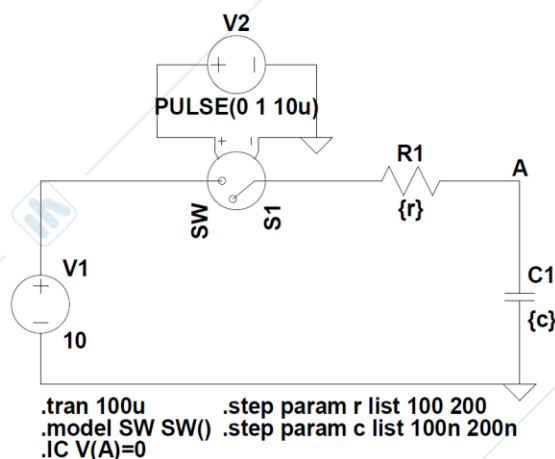 V2
PULSE(0 1 10u)
R1
A
{r}
SW
S1
V1
10
C1
{c}
.tran 100u .step param r list 100 200
.model SW SW() .step param c list 100n 200n
.IC V(A)=0